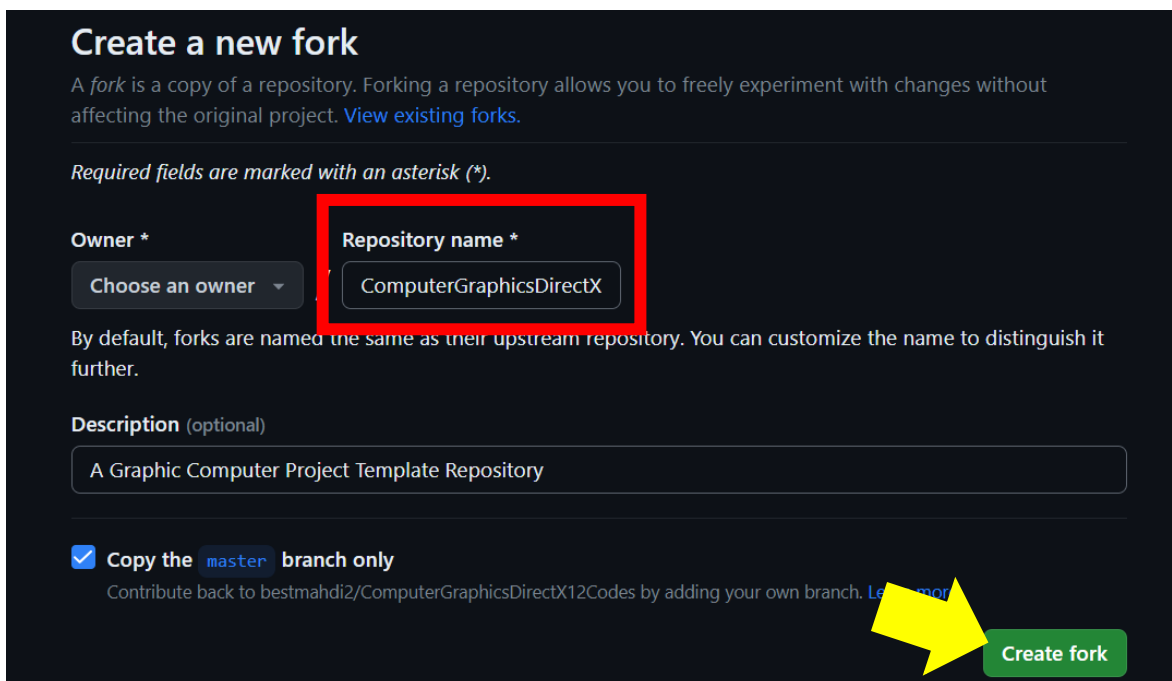 Create a new fork
A fork is a copy of a repository. Forking a repository allows you to freely experiment with changes without
affecting the original project. View existing forks.
Required fields are marked with an asterisk (*).
Owner *
Repository name *
Choose an owner
/
ComputerGraphicsDirectX
By default, forks are named the same as their upstream repository. You can customize the name to distinguish it
further.
Description (optional)
A Graphic Computer Project Template Repository
Copy the master branch only
Contribute back to bestmahdi2/ComputerGraphicsDirectX12Codes by adding your own branch.
Create fork